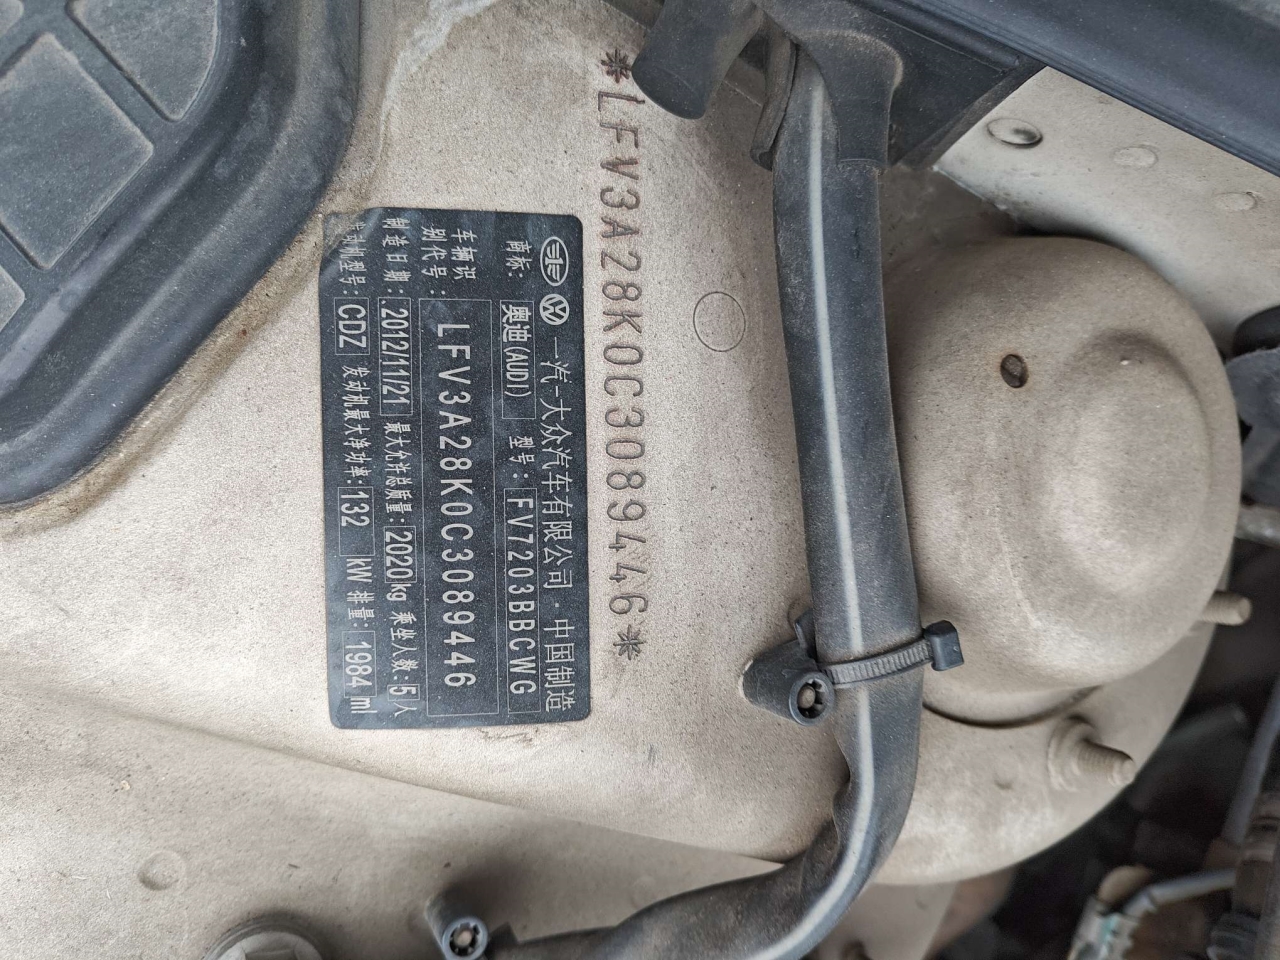 *LFV3A28K0C3089446*
一汽-大众汽车有限公司·中国制造
商标: 奥迪(AUDI) 型号: FV7203BBCWG
车辆识别代号: LFV3A28K0C3089446
制造日期: 2012/11/21 最大允许总质量: 2020kg 乘坐人数: 5人
发动机型号: CDZ 发动机最大净功率: 132 kW 排量: 1984 ml